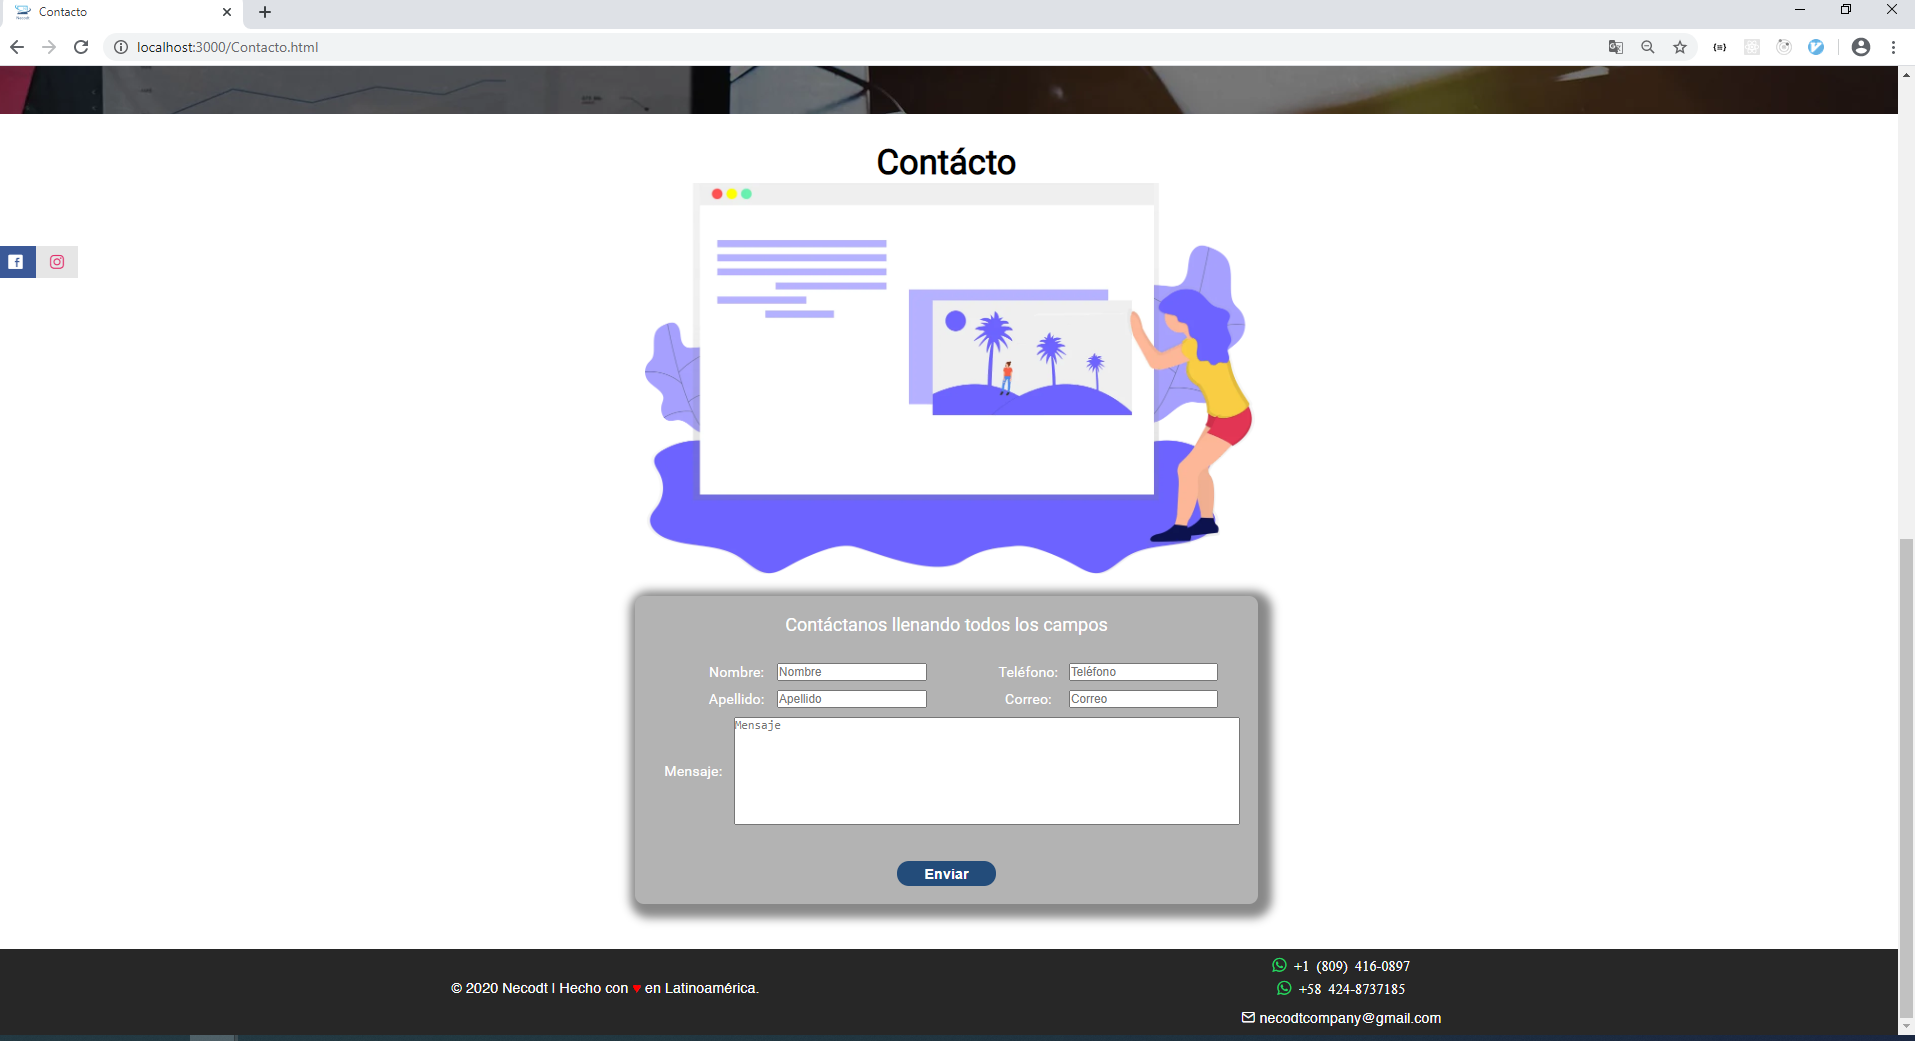 Contacto
localhost:3000/Contacto.html
Contácto
Contáctanos llenando todos los campos
Nombre: Nombre Teléfono: Teléfono
Apellido: Apellido Correo: Correo
Mensaje: Mensaje
Enviar
© 2020 Necodt | Hecho con ♥ en Latinoamérica.
+1 (809) 416-0897
+58 424-8737185
necodtcompany@gmail.com